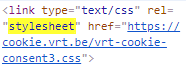 <link type="text/css" rel=
"stylesheet" href="https://
cookie.vrt.be/vrt-cookie-
consent3.css">